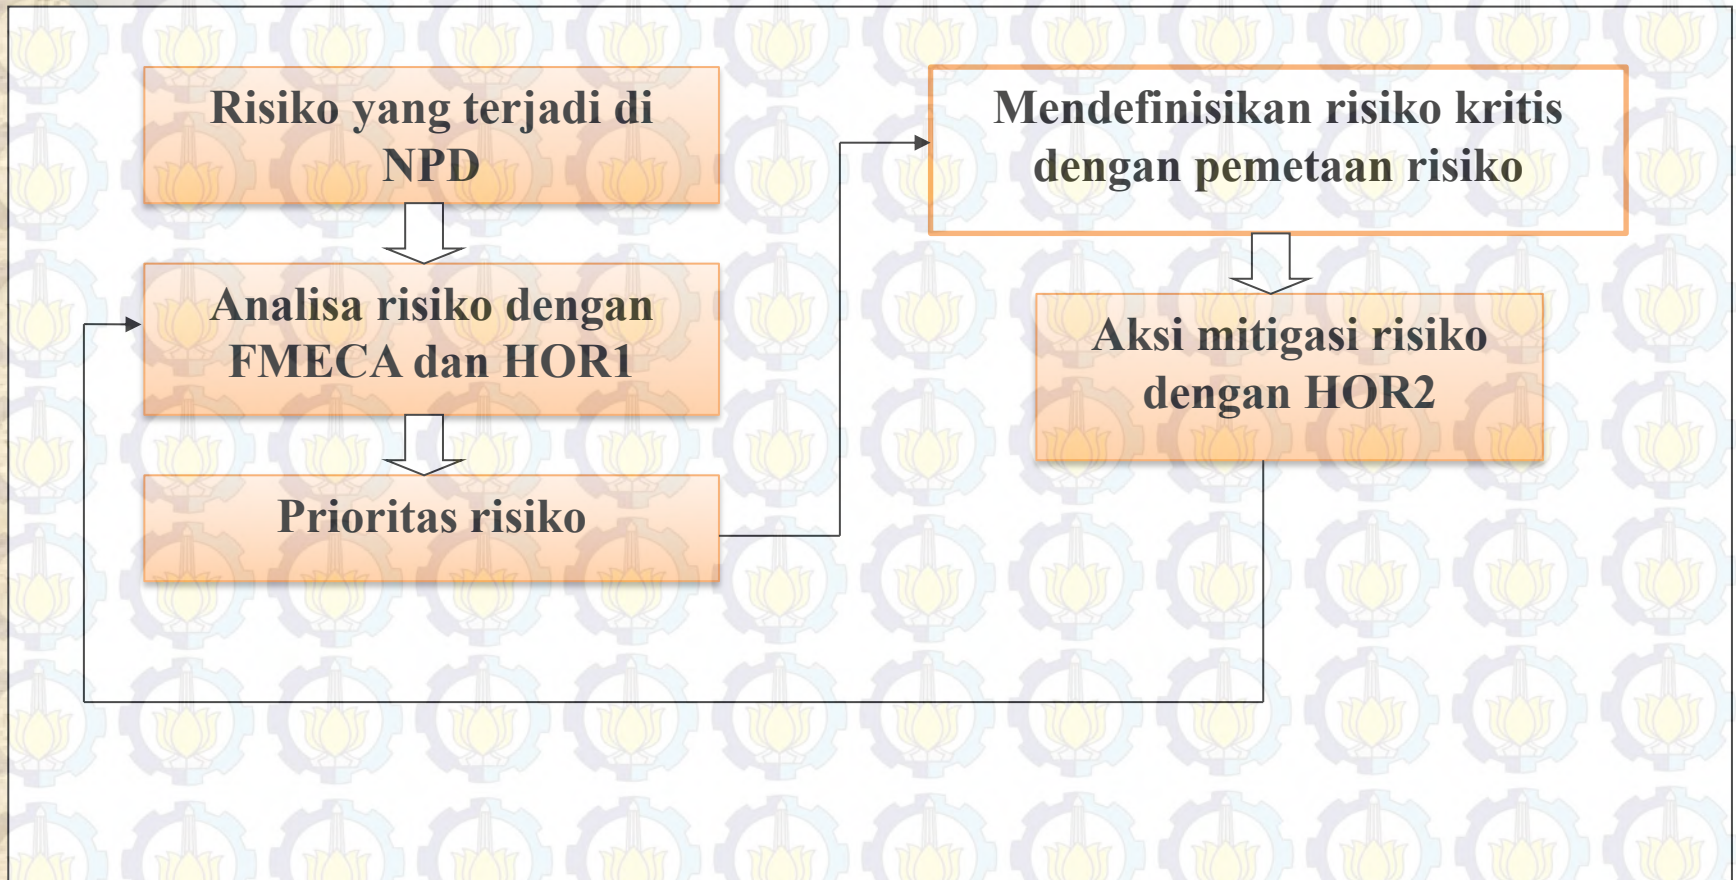 Risiko yang terjadi di
NPD
Analisa risiko dengan
FMECA dan HOR1
Prioritas risiko
Mendefinisikan risiko kritis
dengan pemetaan risiko
Aksi mitigasi risiko
dengan HOR2